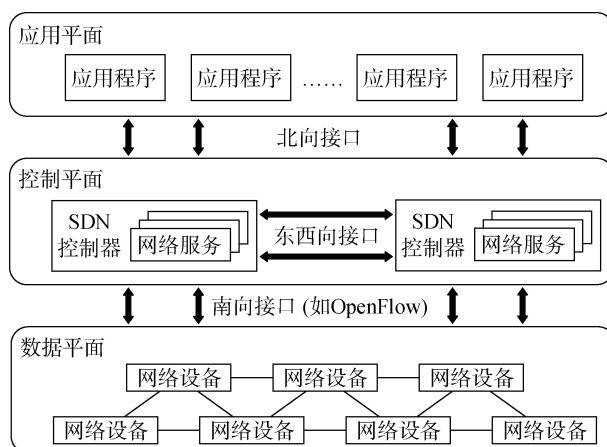 应用平面
应用程序 应用程序 …… 应用程序 应用程序
北向接口
控制平面
SDN
控制器
网络服务
东西向接口
SDN
控制器
网络服务
南向接口 (如OpenFlow)
数据平面
网络设备 网络设备 网络设备
网络设备 网络设备 网络设备 网络设备